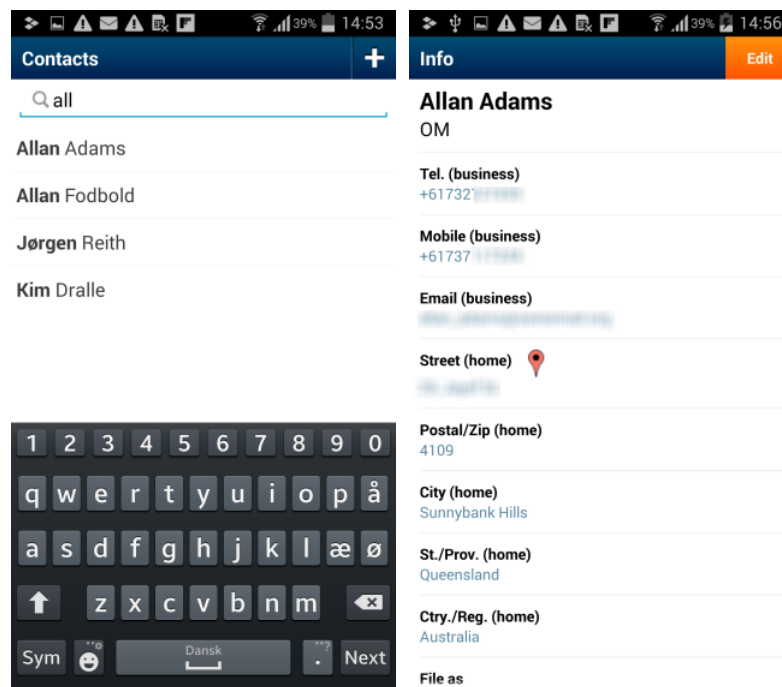 39% 14:53
Contacts +
all
Allan Adams
Allan Fodbold
Jørgen Reith
Kim Dralle
1 2 3 4 5 6 7 8 9 0
q w e r t y u i o p å
a s d f g h j k l æ ø
z x c v b n m
Sym Dansk . Next
39% 14:56
Info Edit
Allan Adams
OM
Tel. (business)
+61732
Mobile (business)
+61737
Email (business)
Street (home)
Postal/Zip (home)
4109
City (home)
Sunnybank Hills
St./Prov. (home)
Queensland
Ctry./Reg. (home)
Australia
File as